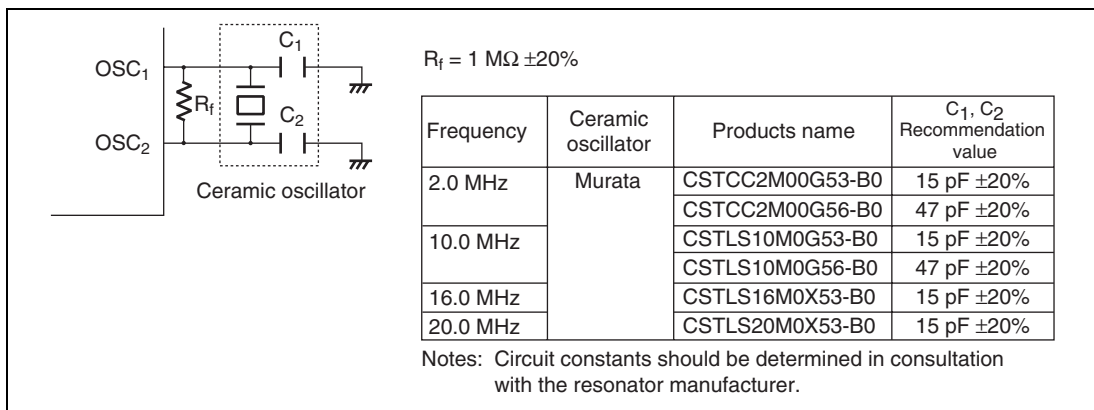 OSC1
OSC2
Rf
C1
C2
Ceramic oscillator
Rf = 1 MΩ ±20%
Frequency Ceramic oscillator Products name C1, C2 Recommendation value
2.0 MHz Murata CSTCC2M00G53-B0 15 pF ±20%
CSTCC2M00G56-B0 47 pF ±20%
10.0 MHz CSTLS10M0G53-B0 15 pF ±20%
CSTLS10M0G56-B0 47 pF ±20%
16.0 MHz CSTLS16M0X53-B0 15 pF ±20%
20.0 MHz CSTLS20M0X53-B0 15 pF ±20%
Notes: Circuit constants should be determined in consultation
with the resonator manufacturer.